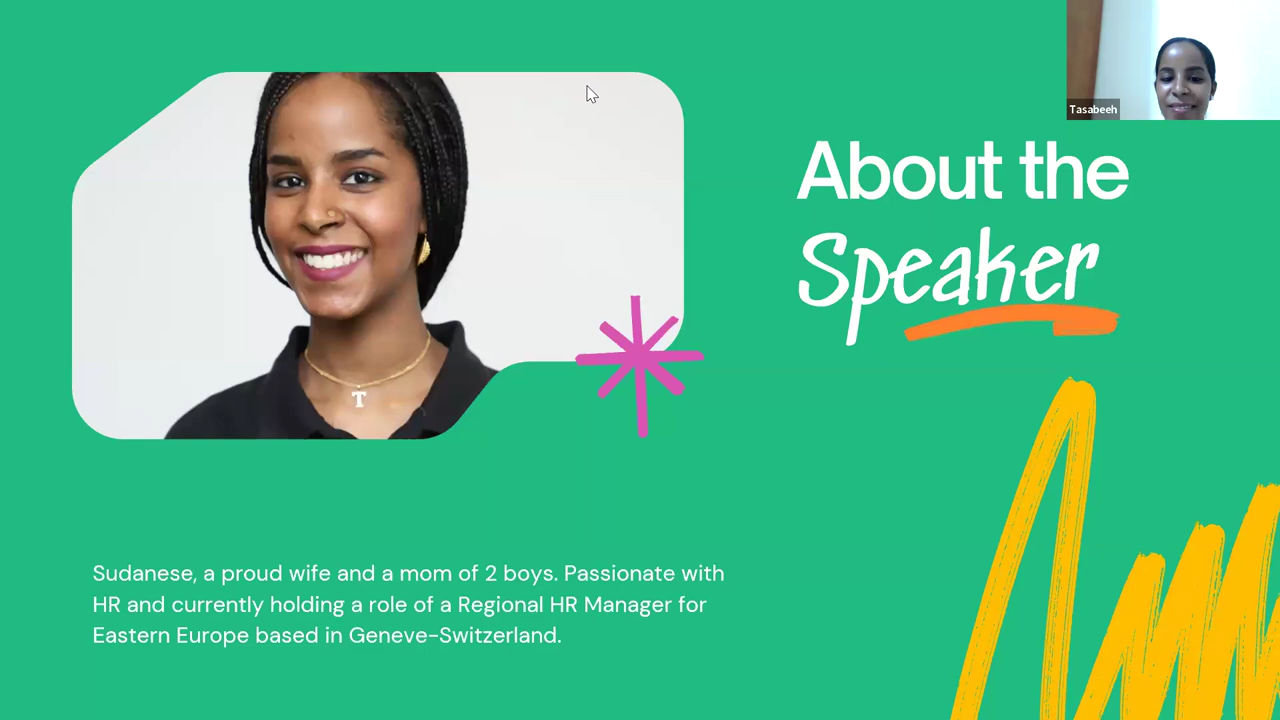 Tasabeeh
About the
Speaker
T
Sudanese, a proud wife and a mom of 2 boys. Passionate with
HR and currently holding a role of a Regional HR Manager for
Eastern Europe based in Geneve-Switzerland.